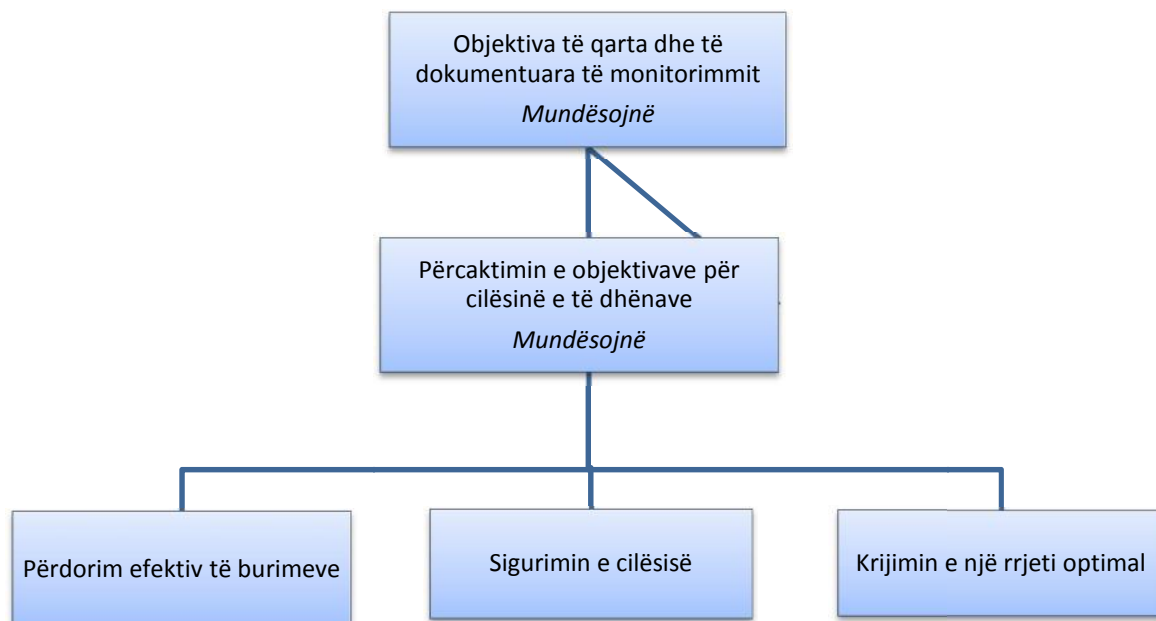 Objektiva të qarta dhe të
dokumentuara të monitorimmit
Mundësojnë
Përcaktimin e objektivave për
cilësinë e të dhënave
Mundësojnë
Përdorim efektiv të burimeve
Sigurimin e cilësisë
Krijimin e një rrjeti optimal